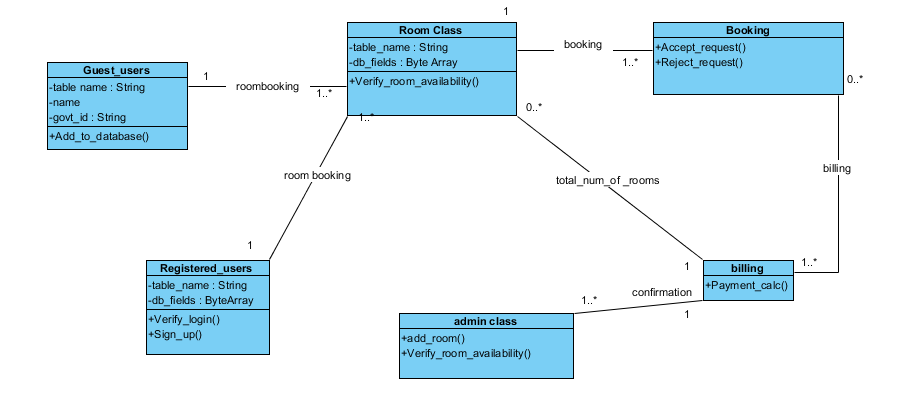 1
Room Class
-table_name : String
-db_fields : Byte Array
+Verify_room_availability()
booking
1..*
Booking
+Accept_request()
+Reject_request()
0..*
Guest_users
-table name : String
-name
-govt_id : String
+Add_to_database()
1
roombooking
1..*
1..*
0..*
room booking
total_num_of _rooms
billing
1
Registered_users
-table_name : String
-db_fields : ByteArray
+Verify_login()
+Sign_up()
1
billing
+Payment_calc()
1..*
confirmation
1..*
1
admin class
+add_room()
+Verify_room_availability()